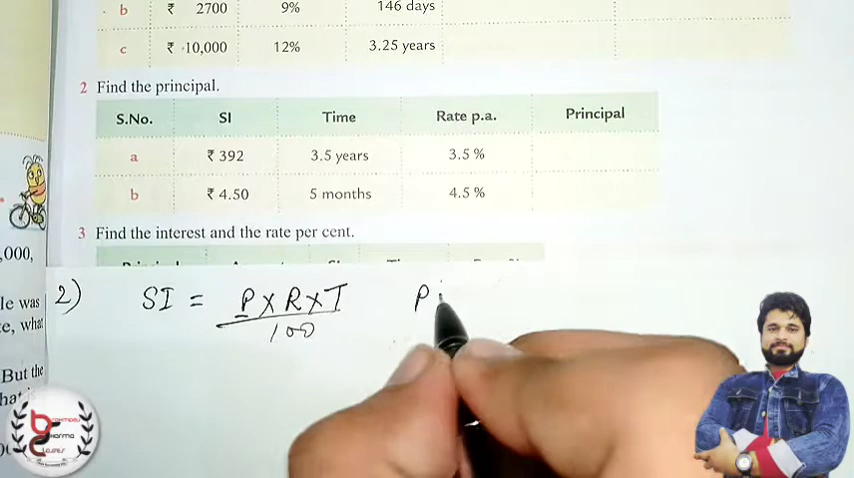 b ₹ 2700 9% 146 days
c ₹ 10,000 12% 3.25 years
2 Find the principal.
S.No. SI Time Rate p.a. Principal
a ₹ 392 3.5 years 3.5 %
b ₹ 4.50 5 months 4.5 %
3 Find the interest and the rate per cent.
,000,
le was
e, what
But the
2) SI = P X R X T P
100